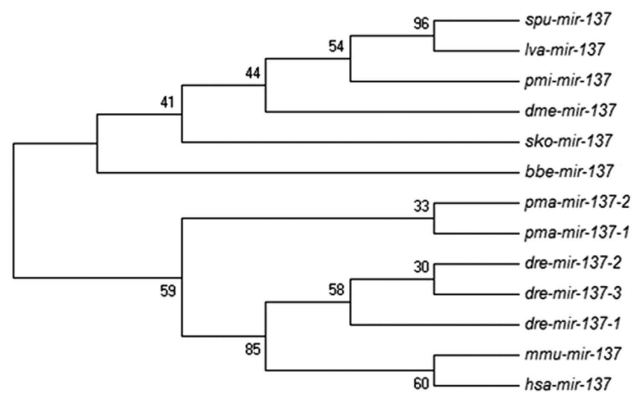 96
spu-mir-137
lva-mir-137
54
pmi-mir-137
44
dme-mir-137
41
sko-mir-137
bbe-mir-137
33
pma-mir-137-2
pma-mir-137-1
59
30
dre-mir-137-2
dre-mir-137-3
58
dre-mir-137-1
85
mmu-mir-137
60
hsa-mir-137